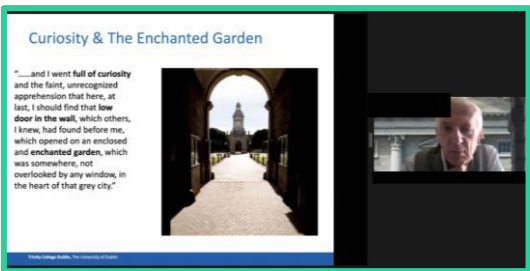 Curiosity & The Enchanted Garden
“.....and I went full of curiosity
and the faint, unrecognized
apprehension that here, at
last, I should find that low
door in the wall, which others,
I knew, had found before me,
which opened on an enclosed
and enchanted garden, which
was somewhere, not
overlooked by any window, in
the heart of that grey city.”
Trinity College Dublin, The University of Dublin